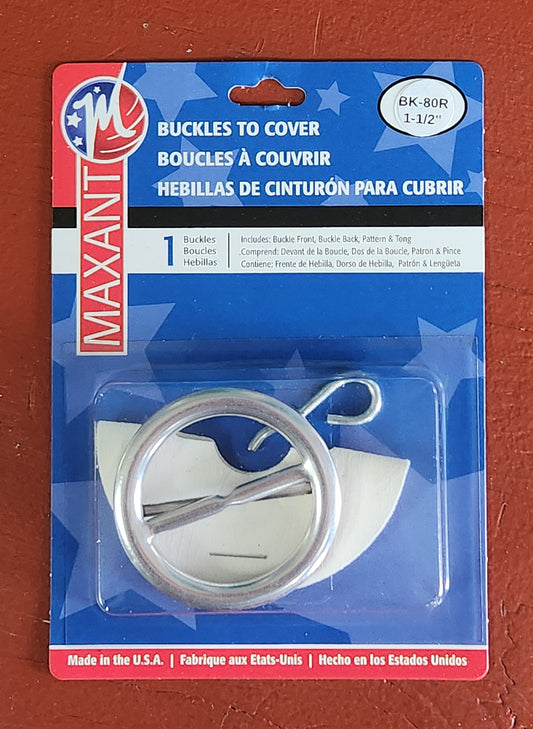 M
MAXANT
BK-80R
1-1/2"
BUCKLES TO COVER
BOUCLES À COUVRIR
HEBILLAS DE CINTURÓN PARA CUBRIR
1
Buckles
Boucles
Hebillas
Includes: Buckle Front, Buckle Back, Pattern & Tong
.Comprend: Devant de la Boucle, Dos de la Boucle, Patron & Pince
Contiene: Frente de Hebilla, Dorso de Hebilla, Patrón & Lengüeta
Made in the U.S.A. | Fabrique aux Etats-Unis | Hecho en los Estados Unidos